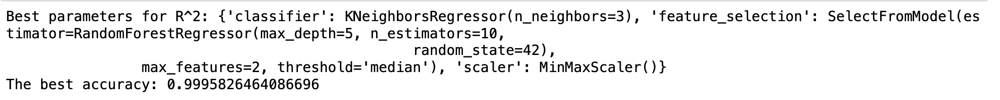 Best parameters for R^2: {'classifier': KNeighborsRegressor(n_neighbors=3), 'feature_selection': SelectFromModel(es
timator=RandomForestRegressor(max_depth=5, n_estimators=10,
random_state=42),
max_features=2, threshold='median'), 'scaler': MinMaxScaler()}
The best accuracy: 0.9995826464086696